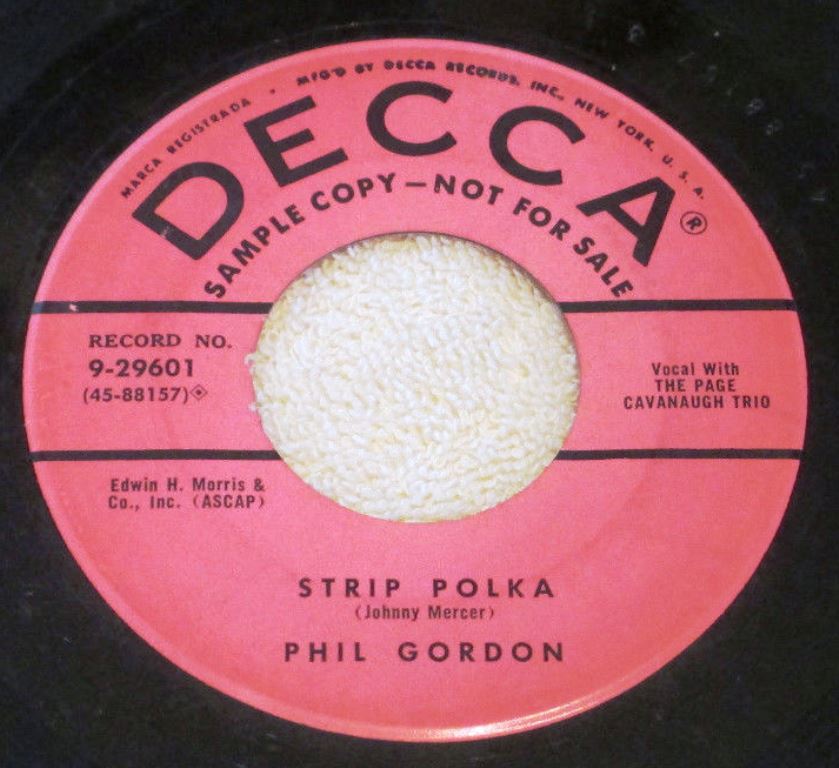 MARCA REGISTRADA • MFG'D BY DECCA RECORDS, INC., NEW YORK, U. S. A.
DECCA®
SAMPLE COPY—NOT FOR SALE
RECORD NO.
9-29601
(45-88157)
Vocal With
THE PAGE
CAVANAUGH TRIO
Edwin H. Morris &
Co., Inc. (ASCAP)
STRIP POLKA
(Johnny Mercer)
PHIL GORDON